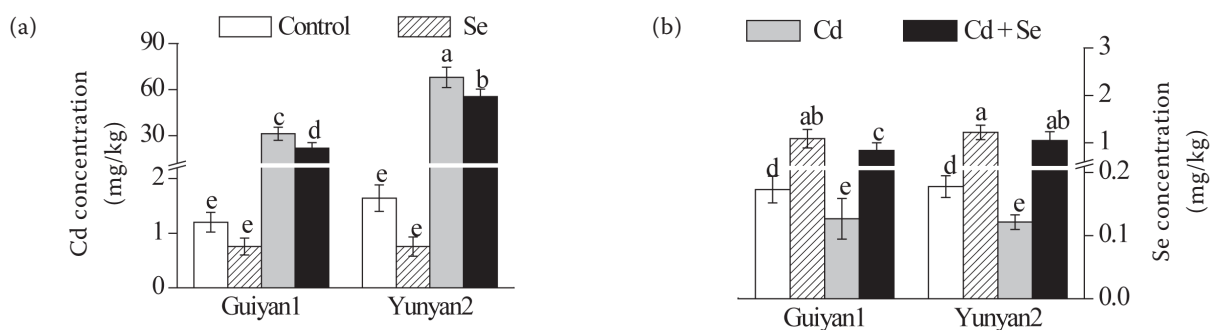 (a)
Control
Se
Cd concentration
(mg/kg)
90
60
30
2
1
0
e
e
c
d
e
e
a
b
Guiyan1
Yunyan2
(b)
Cd
Cd + Se
d
ab
e
c
d
a
e
ab
3
2
1
0.2
0.1
0.0
Se concentration
(mg/kg)
Guiyan1
Yunyan2